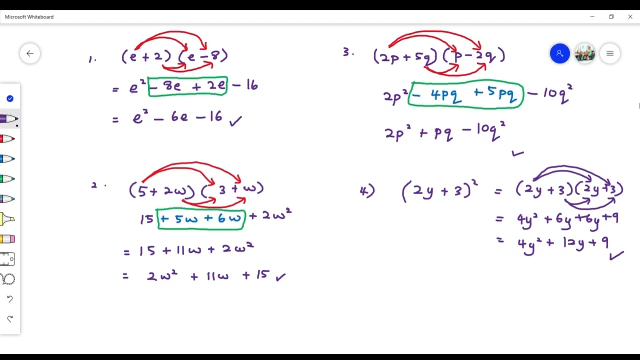 Microsoft Whiteboard
1. (e + 2) (e - 8)
= e² - 8e + 2e - 16
= e² - 6e - 16 ✓
2. (5 + 2w) (3 + w)
15 + 5w + 6w + 2w²
= 15 + 11w + 2w²
= 2w² + 11w + 15 ✓
3. (2p + 5q) (p - 2q)
2p² - 4pq + 5pq - 10q²
2p² + pq - 10q²
✓
4) (2y + 3)² = (2y + 3)(2y + 3)
= 4y² + 6y + 6y + 9
= 4y² + 12y + 9
✓